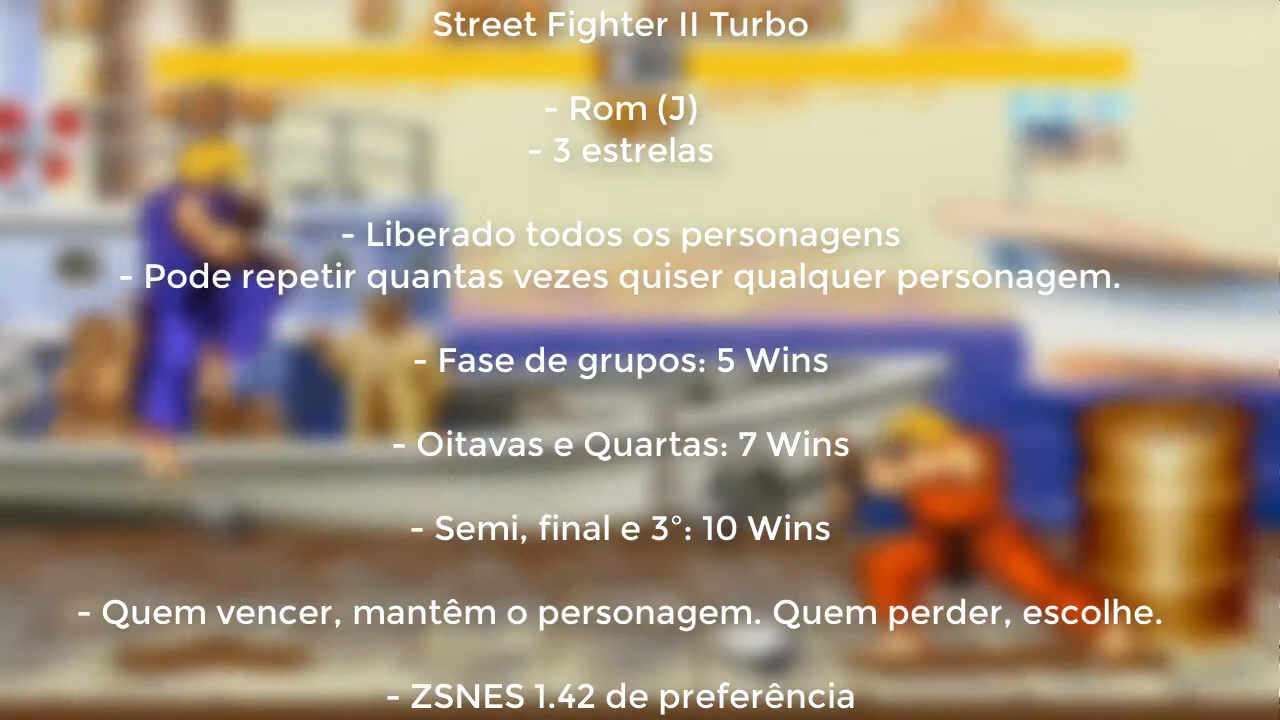 Street Fighter II Turbo
- Rom (J)
- 3 estrelas
- Liberado todos os personagens
- Pode repetir quantas vezes quiser qualquer personagem.
- Fase de grupos: 5 Wins
- Oitavas e Quartas: 7 Wins
- Semi, final e 3°: 10 Wins
- Quem vencer, mantêm o personagem. Quem perder, escolhe.
- ZSNES 1.42 de preferência